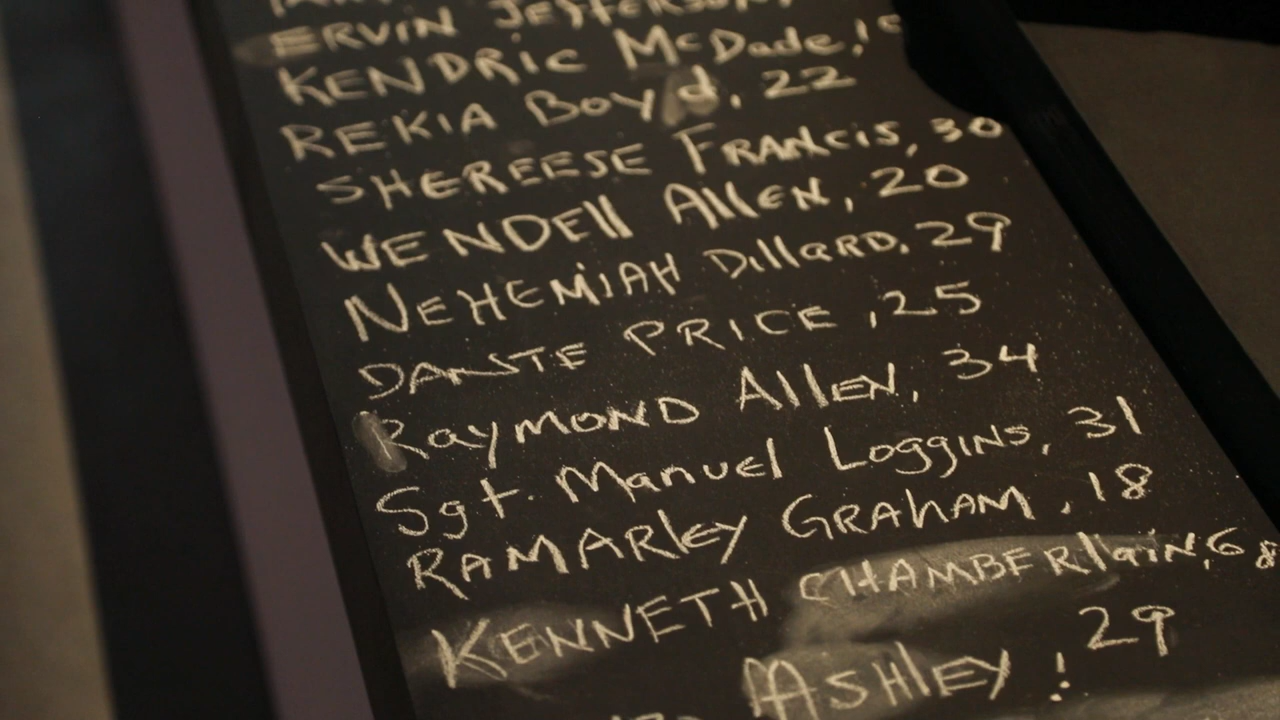 ERVIN JEFFERSON,
KENDRIC McDade, 19
REKIA BOYd, 22
SHEREESE FRANCIS, 30
WENDEll AllEN, 20
NEHEMiAH DillARD, 29
DANTE PRICE, 25
RaymOND AllEN, 34
Sgt. Manuel LoggINS, 31
RAMARlEY GRAhAM, 18
KENNETH CHAMBERlaiN, 68
ASHLEY, 29